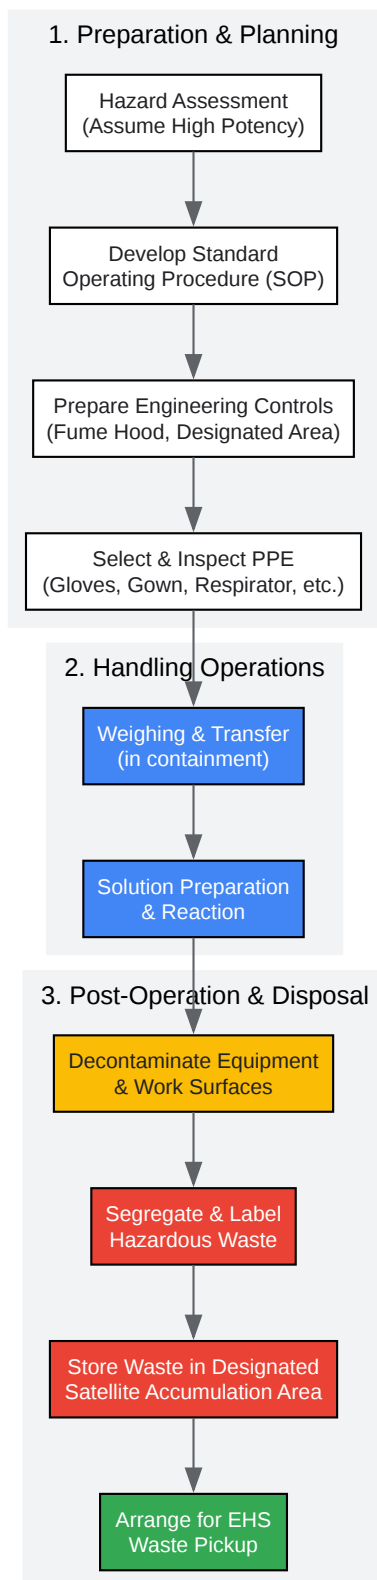 1. Preparation & Planning
Hazard Assessment
(Assume High Potency)
Develop Standard
Operating Procedure (SOP)
Prepare Engineering Controls
(Fume Hood, Designated Area)
Select & Inspect PPE
(Gloves, Gown, Respirator, etc.)
2. Handling Operations
Weighing & Transfer
(in containment)
Solution Preparation
& Reaction
3. Post-Operation & Disposal
Decontaminate Equipment
& Work Surfaces
Segregate & Label
Hazardous Waste
Store Waste in Designated
Satellite Accumulation Area
Arrange for EHS
Waste Pickup